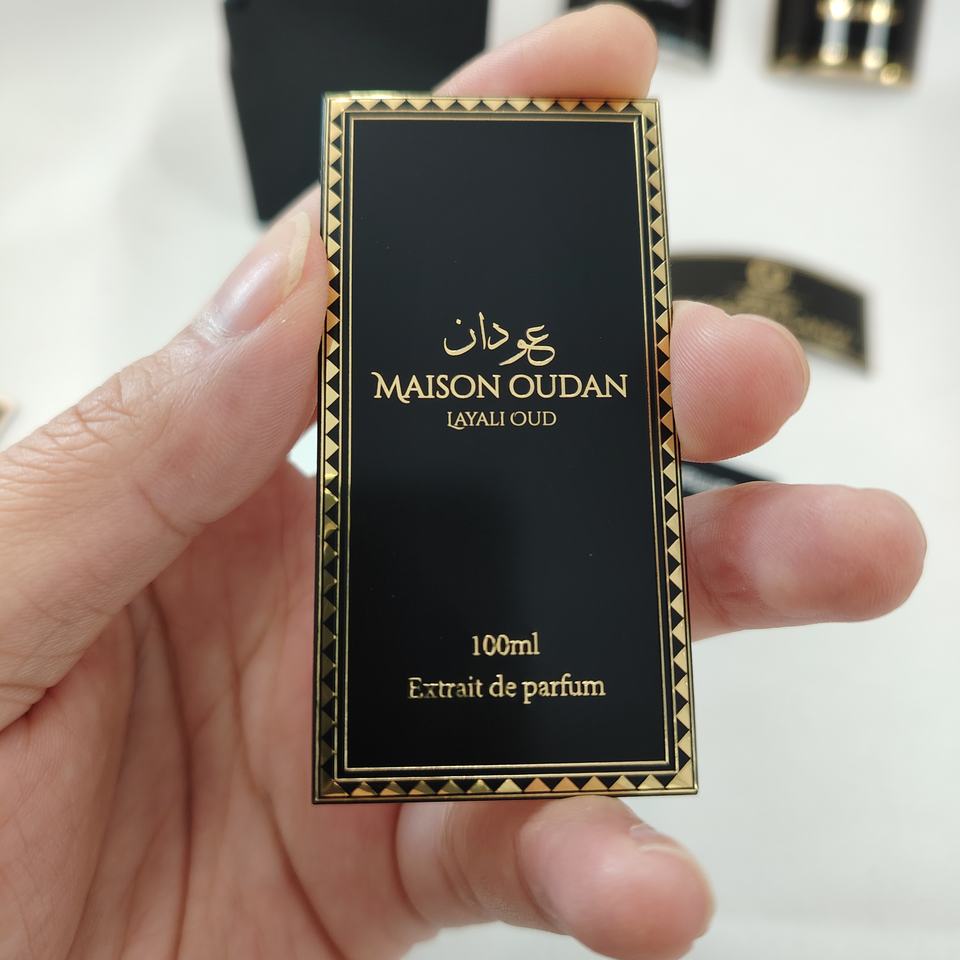 عودان
MAISON OUDAN
LAYALI OUD
100ml
Extrait de parfum